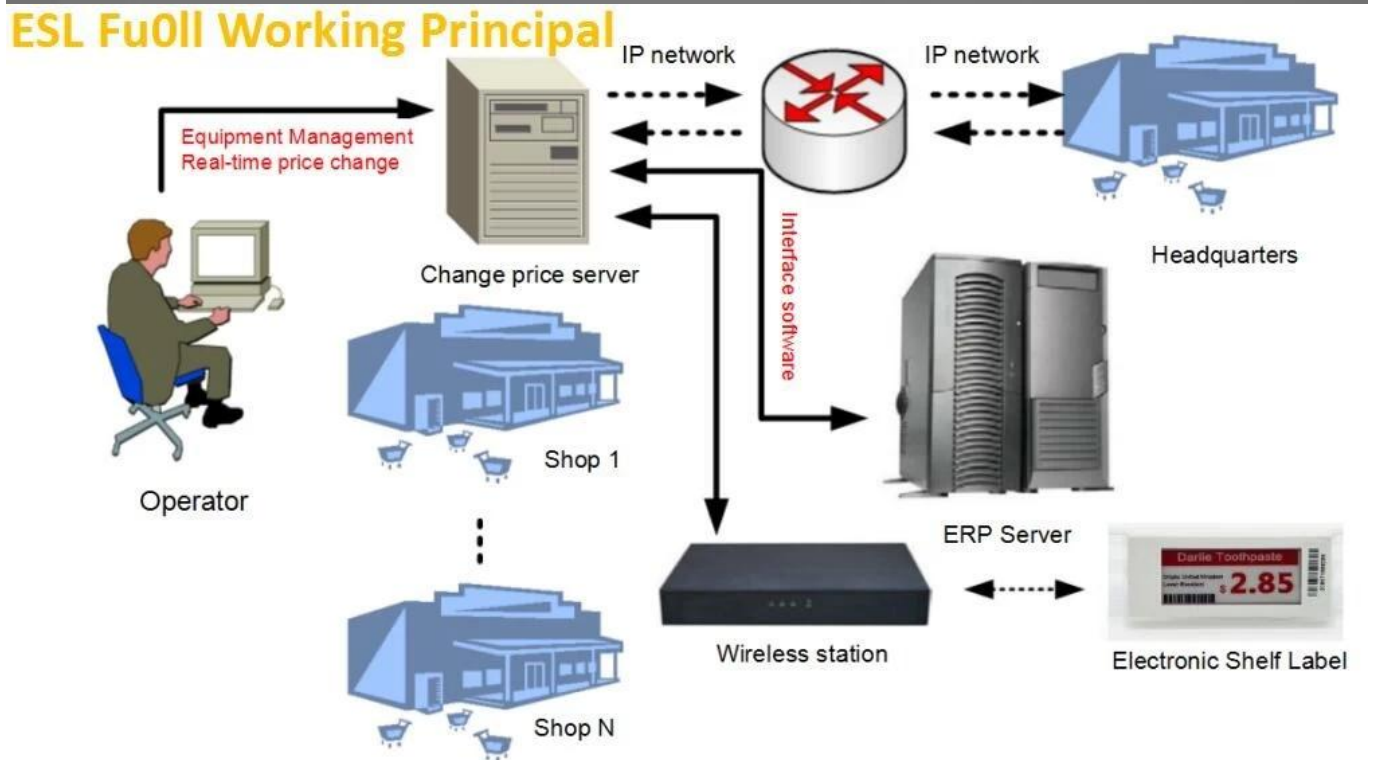 ESL Fu0ll Working Principal
IP network
IP network
Equipment Management
Real-time price change
Change price server
Interface software
Headquarters
Shop 1
Operator
ERP Server
Darlie Toothpaste
$ 2.85
Wireless station
Electronic Shelf Label
Shop N